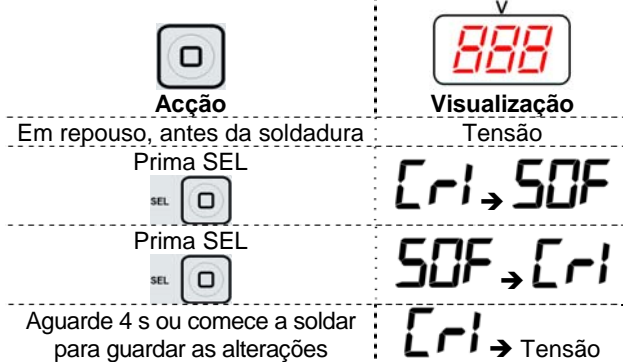 V
888
Acção Visualização
Em repouso, antes da soldadura Tensão
Prima SEL
SEL
CrI → SOF
Prima SEL
SEL
SOF → CrI
Aguarde 4 s ou comece a soldar
para guardar as alterações
CrI → Tensão